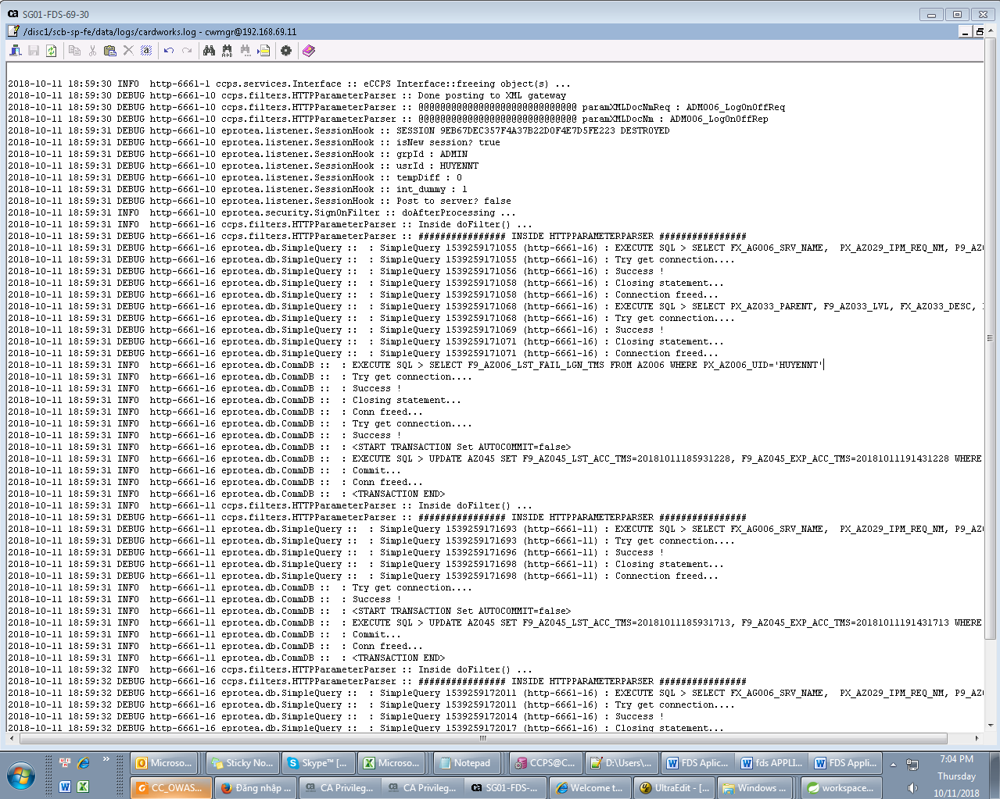 SG01-FDS-69-30
/disc1/scb-sp-fe/data/logs/cardworks.log - cwmgr@192.168.69.11
2018-10-11 18:59:30 INFO  http-6661-1 ccps.services.Interface :: eCCPS Interface::freeing object(s) ...
2018-10-11 18:59:30 DEBUG http-6661-10 ccps.filters.HTTPParameterParser :: Done posting to XML gateway
2018-10-11 18:59:30 DEBUG http-6661-10 ccps.filters.HTTPParameterParser :: @@@@@@@@@@@@@@@@@@@@@@@@@@@@@ paramXMLDocNmReq : ADM006_LogOnOffReq
2018-10-11 18:59:30 DEBUG http-6661-10 ccps.filters.HTTPParameterParser :: @@@@@@@@@@@@@@@@@@@@@@@@@@@@@ paramXMLDocNm : ADM006_LogOnOffRep
2018-10-11 18:59:31 DEBUG http-6661-10 eprotea.listener.SessionHook :: SESSION 9EB67DEC357F4A37B22D0F4E7D5FE223 DESTROYED
2018-10-11 18:59:31 DEBUG http-6661-10 eprotea.listener.SessionHook :: isNew session? true
2018-10-11 18:59:31 DEBUG http-6661-10 eprotea.listener.SessionHook :: grpId : ADMIN
2018-10-11 18:59:31 DEBUG http-6661-10 eprotea.listener.SessionHook :: usrId : HUYENNT
2018-10-11 18:59:31 DEBUG http-6661-10 eprotea.listener.SessionHook :: tempDiff : 0
2018-10-11 18:59:31 DEBUG http-6661-10 eprotea.listener.SessionHook :: int_dummy : 1
2018-10-11 18:59:31 DEBUG http-6661-10 eprotea.listener.SessionHook :: Post to server? false
2018-10-11 18:59:31 INFO  http-6661-10 eprotea.security.SignOnFilter :: doAfterProcessing ...
2018-10-11 18:59:31 INFO  http-6661-16 ccps.filters.HTTPParameterParser :: Inside doFilter() ...
2018-10-11 18:59:31 DEBUG http-6661-16 ccps.filters.HTTPParameterParser :: ################ INSIDE HTTPPARAMETERPARSER ################
2018-10-11 18:59:31 DEBUG http-6661-16 eprotea.db.SimpleQuery ::  : SimpleQuery 1539259171055 (http-6661-16) : EXECUTE SQL > SELECT FX_AG006_SRV_NAME,  PX_AZ029_IPM_REQ_NM, P9_AZ0
2018-10-11 18:59:31 DEBUG http-6661-16 eprotea.db.SimpleQuery ::  : SimpleQuery 1539259171055 (http-6661-16) : Try get connection....
2018-10-11 18:59:31 DEBUG http-6661-16 eprotea.db.SimpleQuery ::  : SimpleQuery 1539259171056 (http-6661-16) : Success !
2018-10-11 18:59:31 DEBUG http-6661-16 eprotea.db.SimpleQuery ::  : SimpleQuery 1539259171058 (http-6661-16) : Closing statement...
2018-10-11 18:59:31 DEBUG http-6661-16 eprotea.db.SimpleQuery ::  : SimpleQuery 1539259171058 (http-6661-16) : Connection freed...
2018-10-11 18:59:31 DEBUG http-6661-16 eprotea.db.SimpleQuery ::  : SimpleQuery 1539259171068 (http-6661-16) : EXECUTE SQL > SELECT PX_AZ033_PARENT, F9_AZ033_LVL, FX_AZ033_DESC,
2018-10-11 18:59:31 DEBUG http-6661-16 eprotea.db.SimpleQuery ::  : SimpleQuery 1539259171068 (http-6661-16) : Try get connection....
2018-10-11 18:59:31 DEBUG http-6661-16 eprotea.db.SimpleQuery ::  : SimpleQuery 1539259171069 (http-6661-16) : Success !
2018-10-11 18:59:31 DEBUG http-6661-16 eprotea.db.SimpleQuery ::  : SimpleQuery 1539259171071 (http-6661-16) : Closing statement...
2018-10-11 18:59:31 DEBUG http-6661-16 eprotea.db.SimpleQuery ::  : SimpleQuery 1539259171071 (http-6661-16) : Connection freed...
2018-10-11 18:59:31 INFO  http-6661-16 eprotea.db.CommDB ::  : EXECUTE SQL > SELECT F9_AZ006_LST_FAIL_LGN_TMS FROM AZ006 WHERE PX_AZ006_UID='HUYENNT'
2018-10-11 18:59:31 INFO  http-6661-16 eprotea.db.CommDB ::  : Try get connection....
2018-10-11 18:59:31 INFO  http-6661-16 eprotea.db.CommDB ::  : Success !
2018-10-11 18:59:31 INFO  http-6661-16 eprotea.db.CommDB ::  : Closing statement...
2018-10-11 18:59:31 INFO  http-6661-16 eprotea.db.CommDB ::  : Conn freed...
2018-10-11 18:59:31 INFO  http-6661-16 eprotea.db.CommDB ::  : Try get connection....
2018-10-11 18:59:31 INFO  http-6661-16 eprotea.db.CommDB ::  : Success !
2018-10-11 18:59:31 INFO  http-6661-16 eprotea.db.CommDB ::  : <START TRANSACTION Set AUTOCOMMIT=false>
2018-10-11 18:59:31 INFO  http-6661-16 eprotea.db.CommDB ::  : EXECUTE SQL > UPDATE AZ045 SET F9_AZ045_LST_ACC_TMS=20181011185931228, F9_AZ045_EXP_ACC_TMS=20181011191431228 WHERE
2018-10-11 18:59:31 INFO  http-6661-16 eprotea.db.CommDB ::  : Commit...
2018-10-11 18:59:31 INFO  http-6661-16 eprotea.db.CommDB ::  : Conn freed...
2018-10-11 18:59:31 INFO  http-6661-16 eprotea.db.CommDB ::  : <TRANSACTION END>
2018-10-11 18:59:31 INFO  http-6661-11 ccps.filters.HTTPParameterParser :: Inside doFilter() ...
2018-10-11 18:59:31 DEBUG http-6661-11 ccps.filters.HTTPParameterParser :: ################ INSIDE HTTPPARAMETERPARSER ################
2018-10-11 18:59:31 DEBUG http-6661-11 eprotea.db.SimpleQuery ::  : SimpleQuery 1539259171693 (http-6661-11) : EXECUTE SQL > SELECT FX_AG006_SRV_NAME,  PX_AZ029_IPM_REQ_NM, P9_AZ0
2018-10-11 18:59:31 DEBUG http-6661-11 eprotea.db.SimpleQuery ::  : SimpleQuery 1539259171693 (http-6661-11) : Try get connection....
2018-10-11 18:59:31 DEBUG http-6661-11 eprotea.db.SimpleQuery ::  : SimpleQuery 1539259171696 (http-6661-11) : Success !
2018-10-11 18:59:31 DEBUG http-6661-11 eprotea.db.SimpleQuery ::  : SimpleQuery 1539259171698 (http-6661-11) : Closing statement...
2018-10-11 18:59:31 DEBUG http-6661-11 eprotea.db.SimpleQuery ::  : SimpleQuery 1539259171698 (http-6661-11) : Connection freed...
2018-10-11 18:59:31 INFO  http-6661-11 eprotea.db.CommDB ::  : Try get connection....
2018-10-11 18:59:31 INFO  http-6661-11 eprotea.db.CommDB ::  : Success !
2018-10-11 18:59:31 INFO  http-6661-11 eprotea.db.CommDB ::  : <START TRANSACTION Set AUTOCOMMIT=false>
2018-10-11 18:59:31 INFO  http-6661-11 eprotea.db.CommDB ::  : EXECUTE SQL > UPDATE AZ045 SET F9_AZ045_LST_ACC_TMS=20181011185931713, F9_AZ045_EXP_ACC_TMS=20181011191431713 WHERE
2018-10-11 18:59:31 INFO  http-6661-11 eprotea.db.CommDB ::  : Commit...
2018-10-11 18:59:31 INFO  http-6661-11 eprotea.db.CommDB ::  : Conn freed...
2018-10-11 18:59:31 INFO  http-6661-11 eprotea.db.CommDB ::  : <TRANSACTION END>
2018-10-11 18:59:32 INFO  http-6661-16 ccps.filters.HTTPParameterParser :: Inside doFilter() ...
2018-10-11 18:59:32 DEBUG http-6661-16 ccps.filters.HTTPParameterParser :: ################ INSIDE HTTPPARAMETERPARSER ################
2018-10-11 18:59:32 DEBUG http-6661-16 eprotea.db.SimpleQuery ::  : SimpleQuery 1539259172011 (http-6661-16) : EXECUTE SQL > SELECT FX_AG006_SRV_NAME,  PX_AZ029_IPM_REQ_NM, P9_AZ0
2018-10-11 18:59:32 DEBUG http-6661-16 eprotea.db.SimpleQuery ::  : SimpleQuery 1539259172011 (http-6661-16) : Try get connection....
2018-10-11 18:59:32 DEBUG http-6661-16 eprotea.db.SimpleQuery ::  : SimpleQuery 1539259172014 (http-6661-16) : Success !
2018-10-11 18:59:32 DEBUG http-6661-16 eprotea.db.SimpleQuery ::  : SimpleQuery 1539259172017 (http-6661-16) : Closing statement...
Microso... Sticky No... Skype™ [... Microso... Notepad CCPS@C... D:\Users\... FDS Aplic... fds APPLI... FDS Appli... 7:04 PM
Thursday
CC_OWAS... Đăng nhập ... CA Privileg... CA Privileg... SG01-FDS-... Welcome t... UltraEdit - [... Windows ... workspace... 10/11/2018